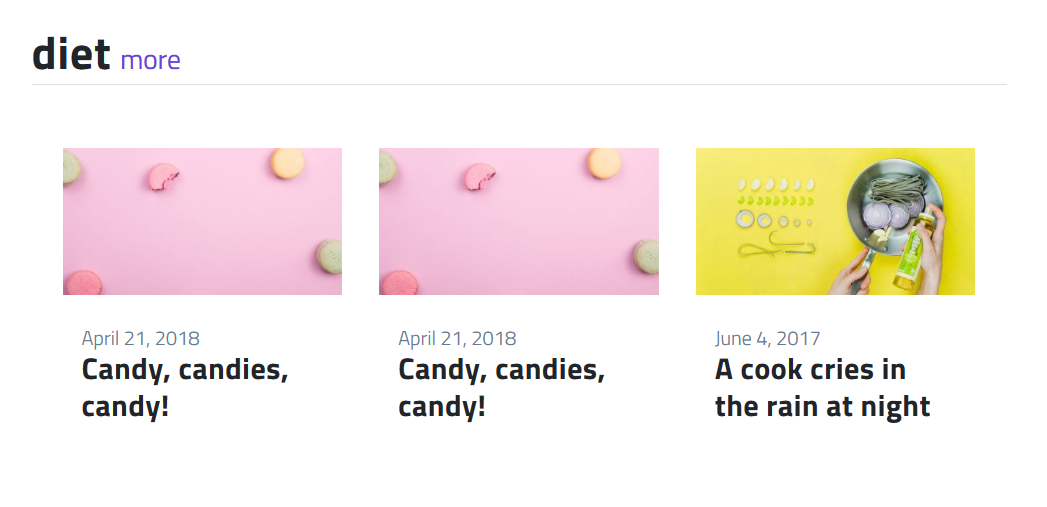 diet more
April 21, 2018
Candy, candies,
candy!
April 21, 2018
Candy, candies,
candy!
June 4, 2017
A cook cries in
the rain at night